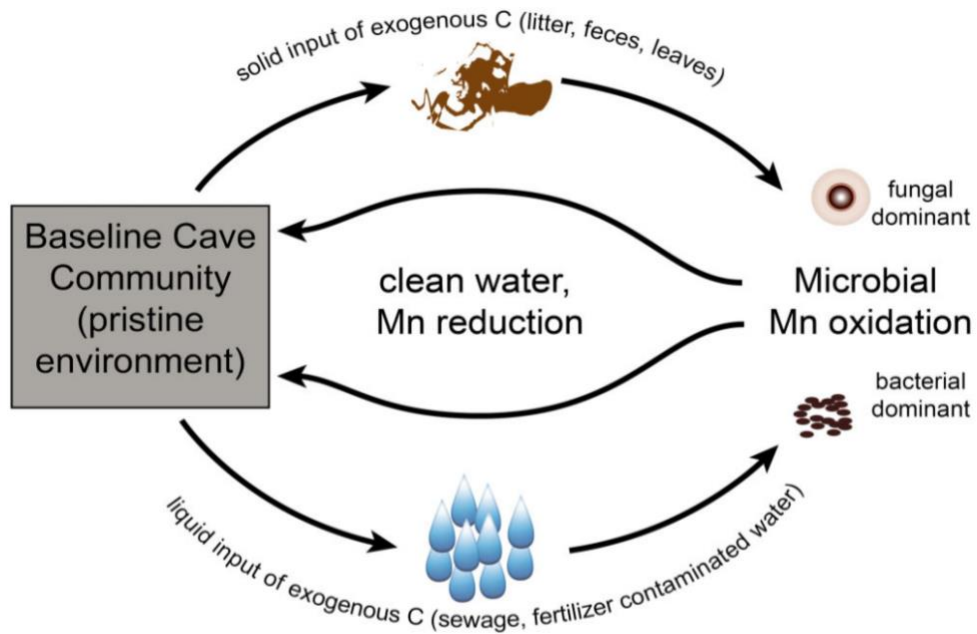 solid input of exogenous C (litter, feces, leaves)
fungal
dominant
Baseline Cave
Community
(pristine
environment)
clean water,
Mn reduction
Microbial
Mn oxidation
bacterial
dominant
liquid input of exogenous C (sewage, fertilizer contaminated water)